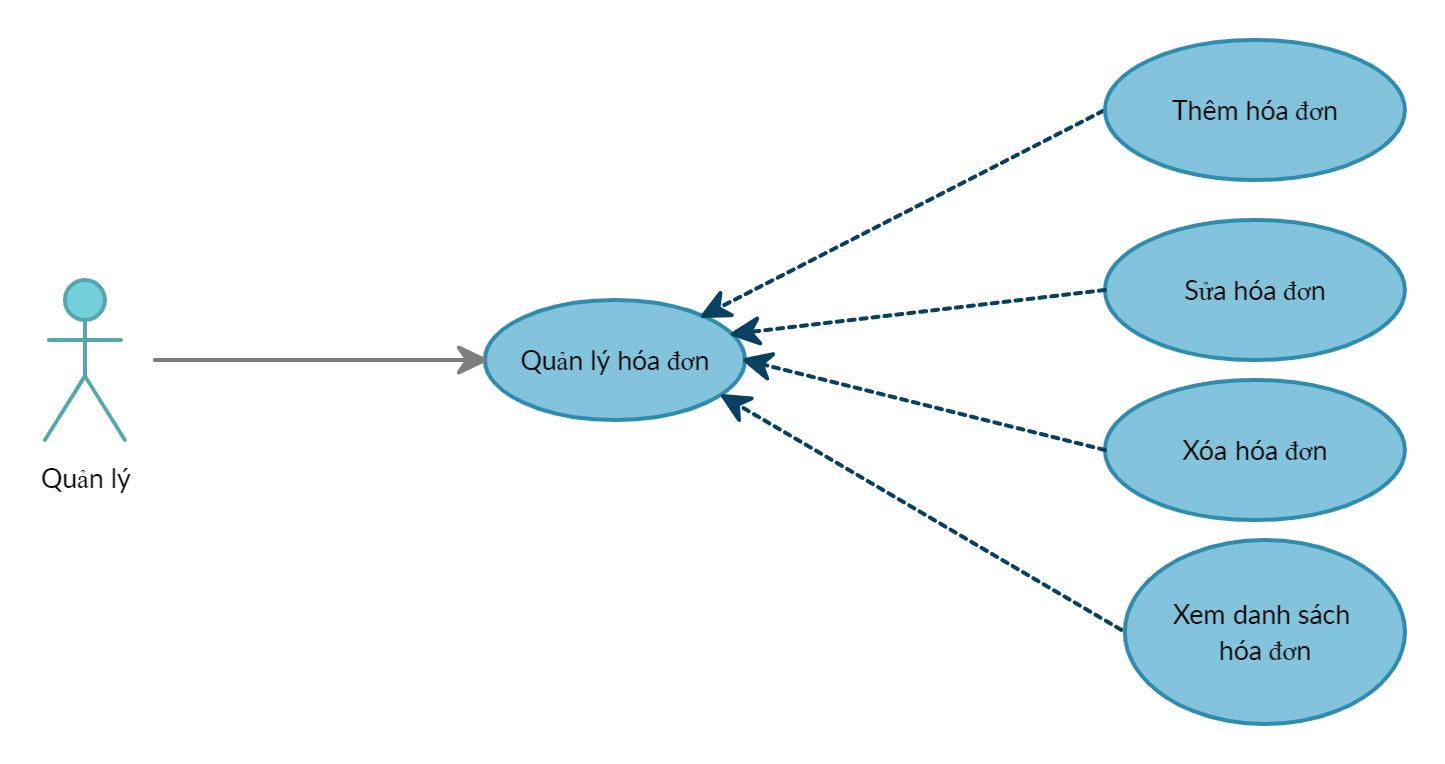 Thêm hóa đơn
Sửa hóa đơn
Quản lý hóa đơn
Xóa hóa đơn
Quản lý
Xem danh sách
hóa đơn